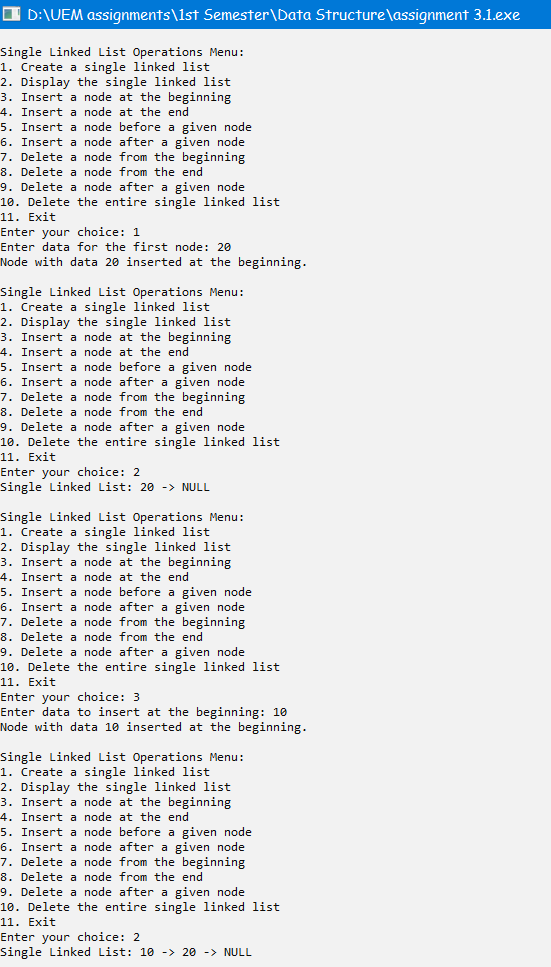 D:\UEM assignments\1st Semester\Data Structure\assignment 3.1.exe
Single Linked List Operations Menu:
1. Create a single linked list
2. Display the single linked list
3. Insert a node at the beginning
4. Insert a node at the end
5. Insert a node before a given node
6. Insert a node after a given node
7. Delete a node from the beginning
8. Delete a node from the end
9. Delete a node after a given node
10. Delete the entire single linked list
11. Exit
Enter your choice: 1
Enter data for the first node: 20
Node with data 20 inserted at the beginning.
Single Linked List Operations Menu:
1. Create a single linked list
2. Display the single linked list
3. Insert a node at the beginning
4. Insert a node at the end
5. Insert a node before a given node
6. Insert a node after a given node
7. Delete a node from the beginning
8. Delete a node from the end
9. Delete a node after a given node
10. Delete the entire single linked list
11. Exit
Enter your choice: 2
Single Linked List: 20 -> NULL
Single Linked List Operations Menu:
1. Create a single linked list
2. Display the single linked list
3. Insert a node at the beginning
4. Insert a node at the end
5. Insert a node before a given node
6. Insert a node after a given node
7. Delete a node from the beginning
8. Delete a node from the end
9. Delete a node after a given node
10. Delete the entire single linked list
11. Exit
Enter your choice: 3
Enter data to insert at the beginning: 10
Node with data 10 inserted at the beginning.
Single Linked List Operations Menu:
1. Create a single linked list
2. Display the single linked list
3. Insert a node at the beginning
4. Insert a node at the end
5. Insert a node before a given node
6. Insert a node after a given node
7. Delete a node from the beginning
8. Delete a node from the end
9. Delete a node after a given node
10. Delete the entire single linked list
11. Exit
Enter your choice: 2
Single Linked List: 10 -> 20 -> NULL